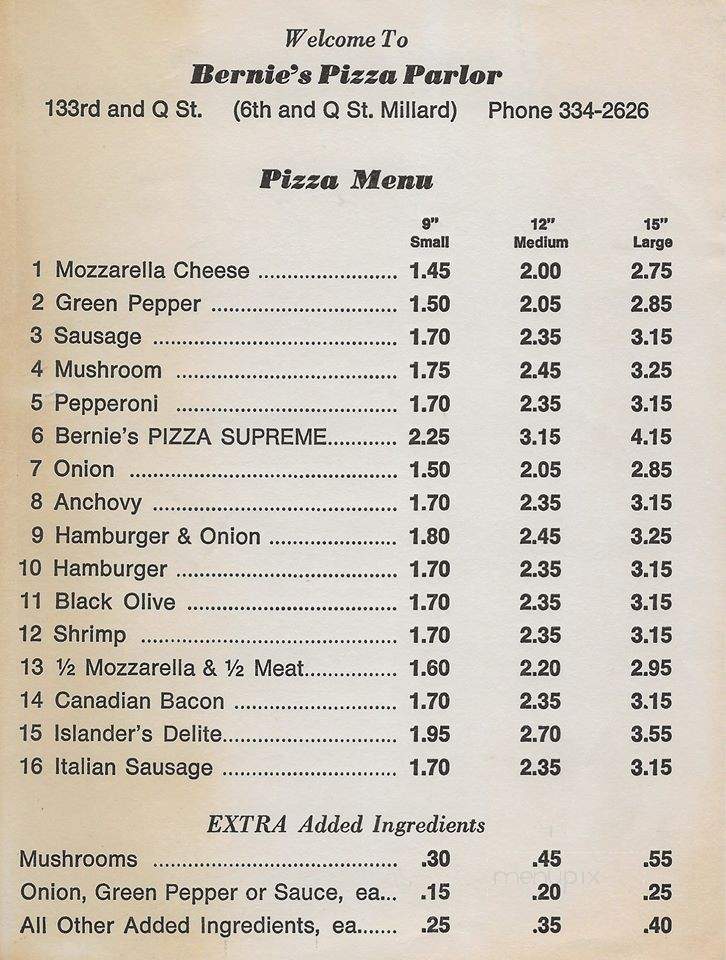 Welcome To
Bernie's Pizza Parlor
133rd and Q St. (6th and Q St. Millard) Phone 334-2626
Pizza Menu
9" 12" 15"
Small Medium Large
1 Mozzarella Cheese ........................ 1.45 2.00 2.75
2 Green Pepper ................................ 1.50 2.05 2.85
3 Sausage .......................................... 1.70 2.35 3.15
4 Mushroom ...................................... 1.75 2.45 3.25
5 Pepperoni ...................................... 1.70 2.35 3.15
6 Bernie's PIZZA SUPREME............ 2.25 3.15 4.15
7 Onion .............................................. 1.50 2.05 2.85
8 Anchovy .......................................... 1.70 2.35 3.15
9 Hamburger & Onion ...................... 1.80 2.45 3.25
10 Hamburger ...................................... 1.70 2.35 3.15
11 Black Olive .................................... 1.70 2.35 3.15
12 Shrimp ............................................ 1.70 2.35 3.15
13 ½ Mozzarella & ½ Meat................ 1.60 2.20 2.95
14 Canadian Bacon ............................ 1.70 2.35 3.15
15 Islander's Delite.............................. 1.95 2.70 3.55
16 Italian Sausage .............................. 1.70 2.35 3.15
EXTRA Added Ingredients
Mushrooms .......................................... .30 .45 .55
menupix
Onion, Green Pepper or Sauce, ea... .15 .20 .25
All Other Added Ingredients, ea....... .25 .35 .40